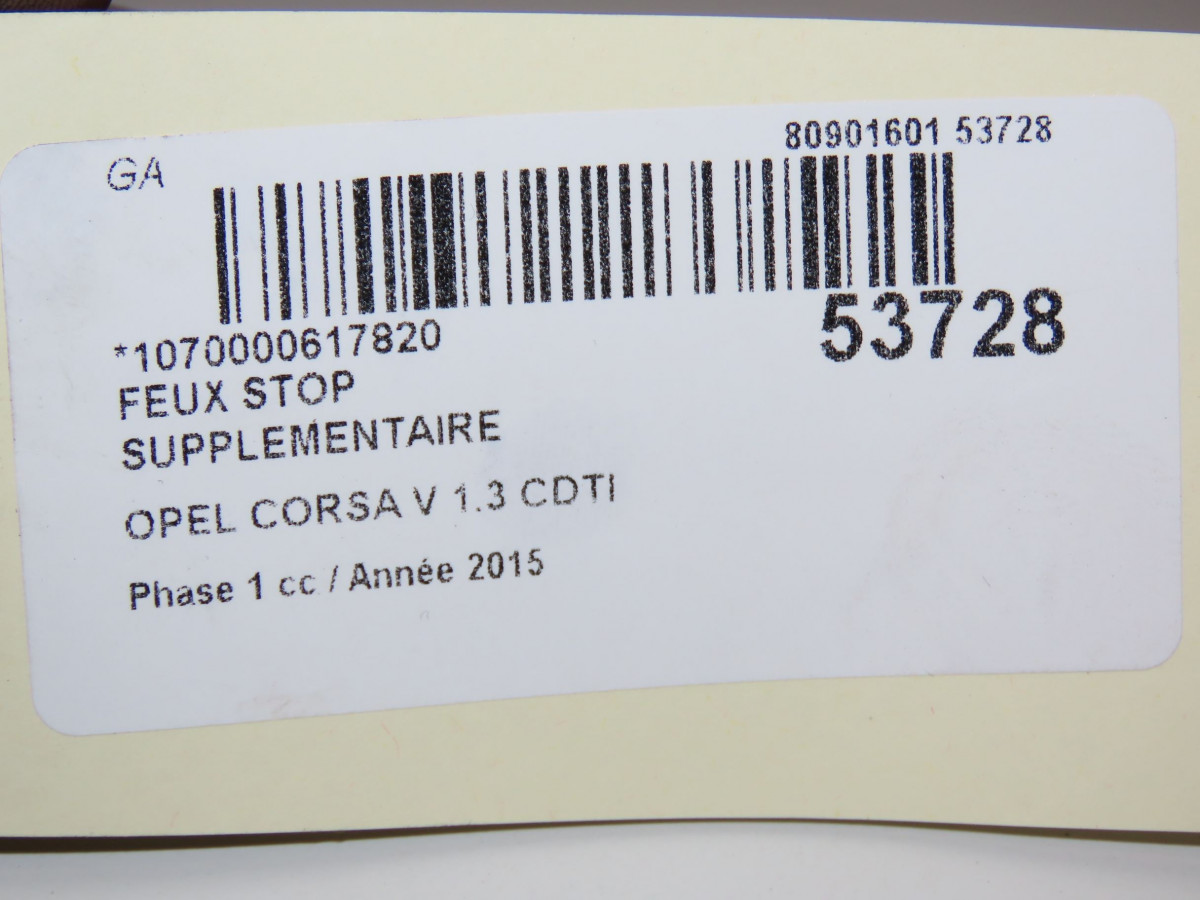 GA
80901601 53728
*1070000617820
53728
FEUX STOP
SUPPLEMENTAIRE
OPEL CORSA V 1.3 CDTI
Phase 1 cc / Année 2015